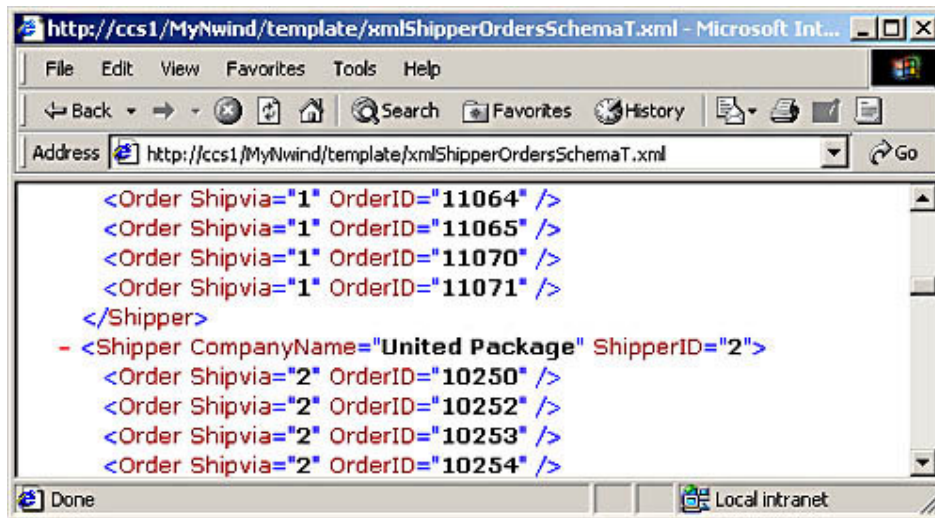 http://ccs1/MyNwind/template/xmlShipperOrdersSchemaT.xml - Microsoft Int...
File Edit View Favorites Tools Help
Back Search Favorites History
Address http://ccs1/MyNwind/template/xmlShipperOrdersSchemaT.xml Go
<Order Shipvia="1" OrderID="11064" />
<Order Shipvia="1" OrderID="11065" />
<Order Shipvia="1" OrderID="11070" />
<Order Shipvia="1" OrderID="11071" />
</Shipper>
- <Shipper CompanyName="United Package" ShipperID="2">
<Order Shipvia="2" OrderID="10250" />
<Order Shipvia="2" OrderID="10252" />
<Order Shipvia="2" OrderID="10253" />
<Order Shipvia="2" OrderID="10254" />
Done Local intranet